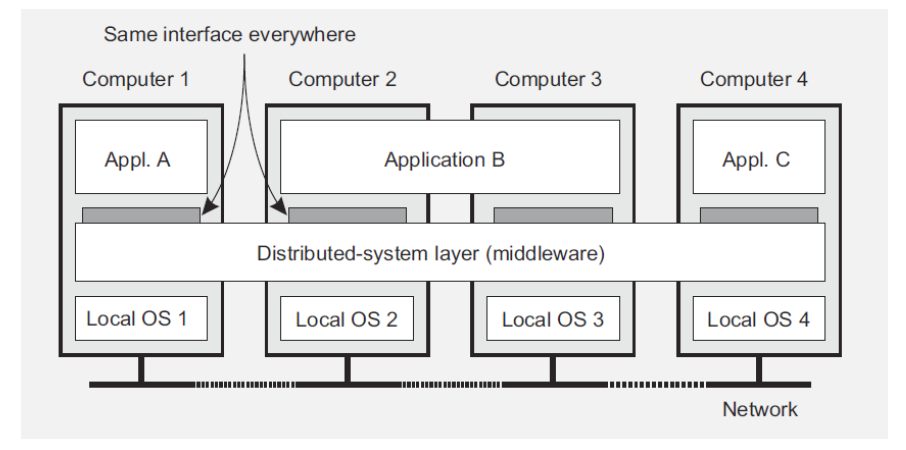 Same interface everywhere
Computer 1
Computer 2
Computer 3
Computer 4
Appl. A
Application B
Appl. C
Distributed-system layer (middleware)
Local OS 1
Local OS 2
Local OS 3
Local OS 4
Network